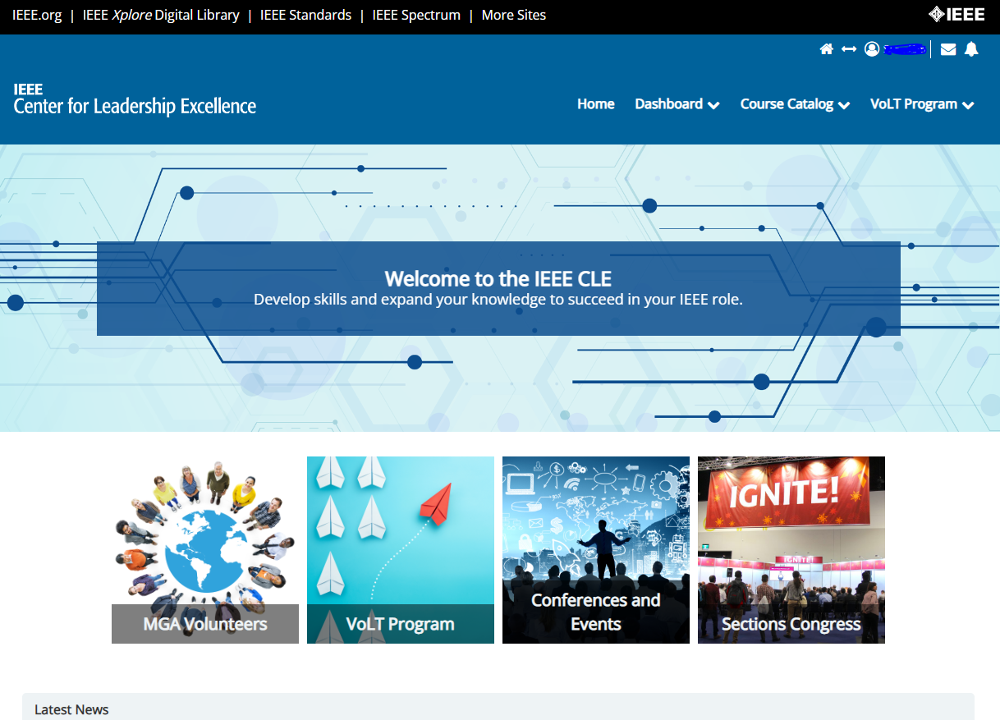 IEEE.org | IEEE Xplore Digital Library | IEEE Standards | IEEE Spectrum | More Sites
IEEE
IEEE
Center for Leadership Excellence
Home Dashboard Course Catalog VoLT Program
Welcome to the IEEE CLE
Develop skills and expand your knowledge to succeed in your IEEE role.
IGNITE!
IGNITE!
MGA Volunteers
VoLT Program
Conferences and
Events
Sections Congress
Latest News